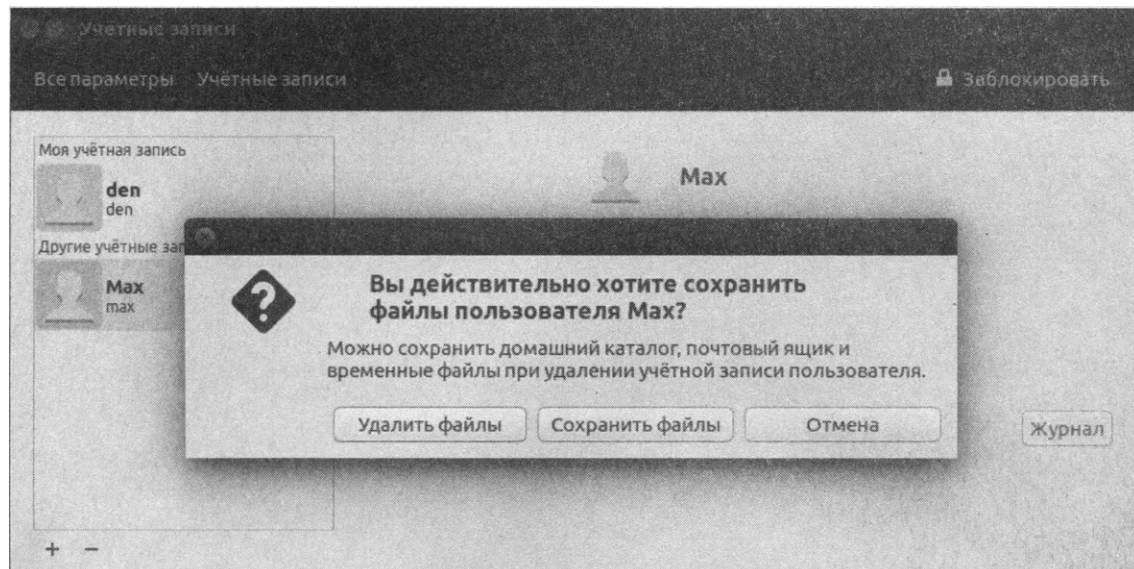 Учётные записи
Все параметры Учётные записи
Заблокировать
Моя учётная запись
den
den
Другие учётные
Max
max
Max
Вы действительно хотите сохранить
файлы пользователя Max?
Можно сохранить домашний каталог, почтовый ящик и
временные файлы при удалении учётной записи пользователя.
Удалить файлы
Сохранить файлы
Отмена
Журнал
+ −